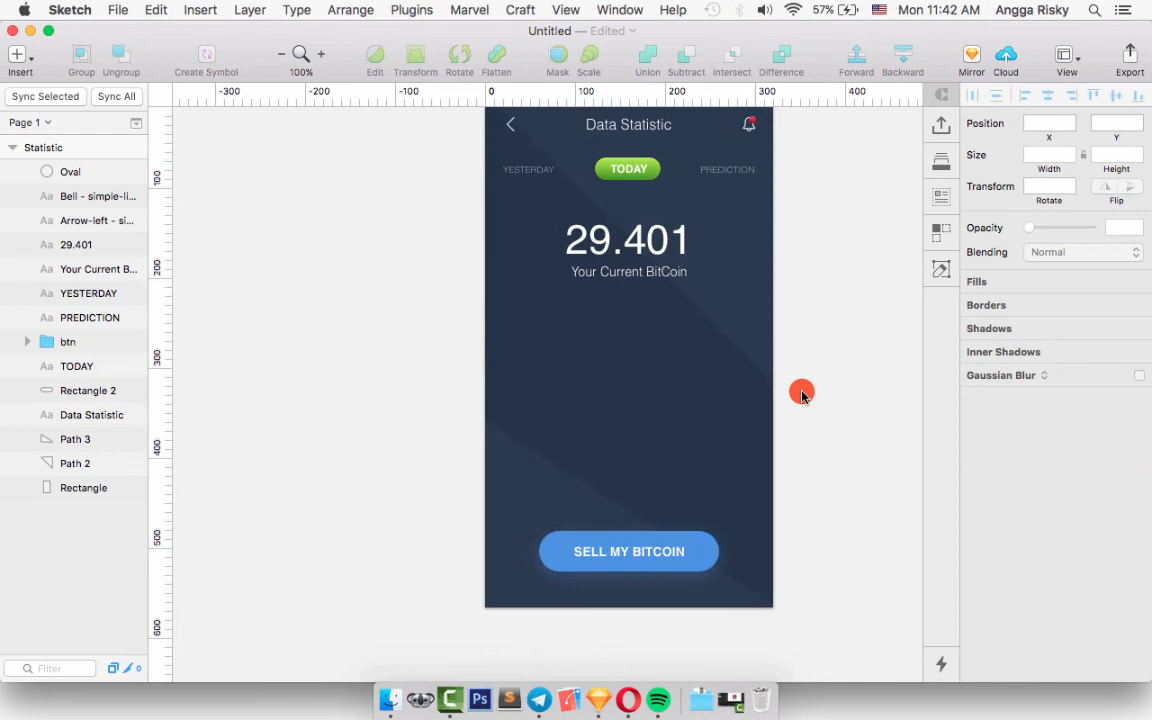 Sketch File Edit Insert Layer Type Arrange Plugins Marvel Craft View Window Help 57% Mon 11:42 AM Angga Risky
Untitled — Edited
Insert Group Ungroup Create Symbol 100% Edit Transform Rotate Flatten Mask Scale Union Subtract Intersect Difference Forward Backward Mirror Cloud View Export
Sync Selected Sync All
-300 -200 -100 0 100 200 300 400
Page 1
Statistic
Oval
Bell - simple-li...
Arrow-left - si...
29.401
Your Current B...
YESTERDAY
PREDICTION
btn
TODAY
Rectangle 2
Data Statistic
Path 3
Path 2
Rectangle
Filter 0
100
200
300
400
500
600
Data Statistic
YESTERDAY TODAY PREDICTION
29.401
Your Current BitCoin
SELL MY BITCOIN
Position
X Y
Size
Width Height
Transform
Rotate Flip
Opacity
Blending Normal
Fills
Borders
Shadows
Inner Shadows
Gaussian Blur
Ps S